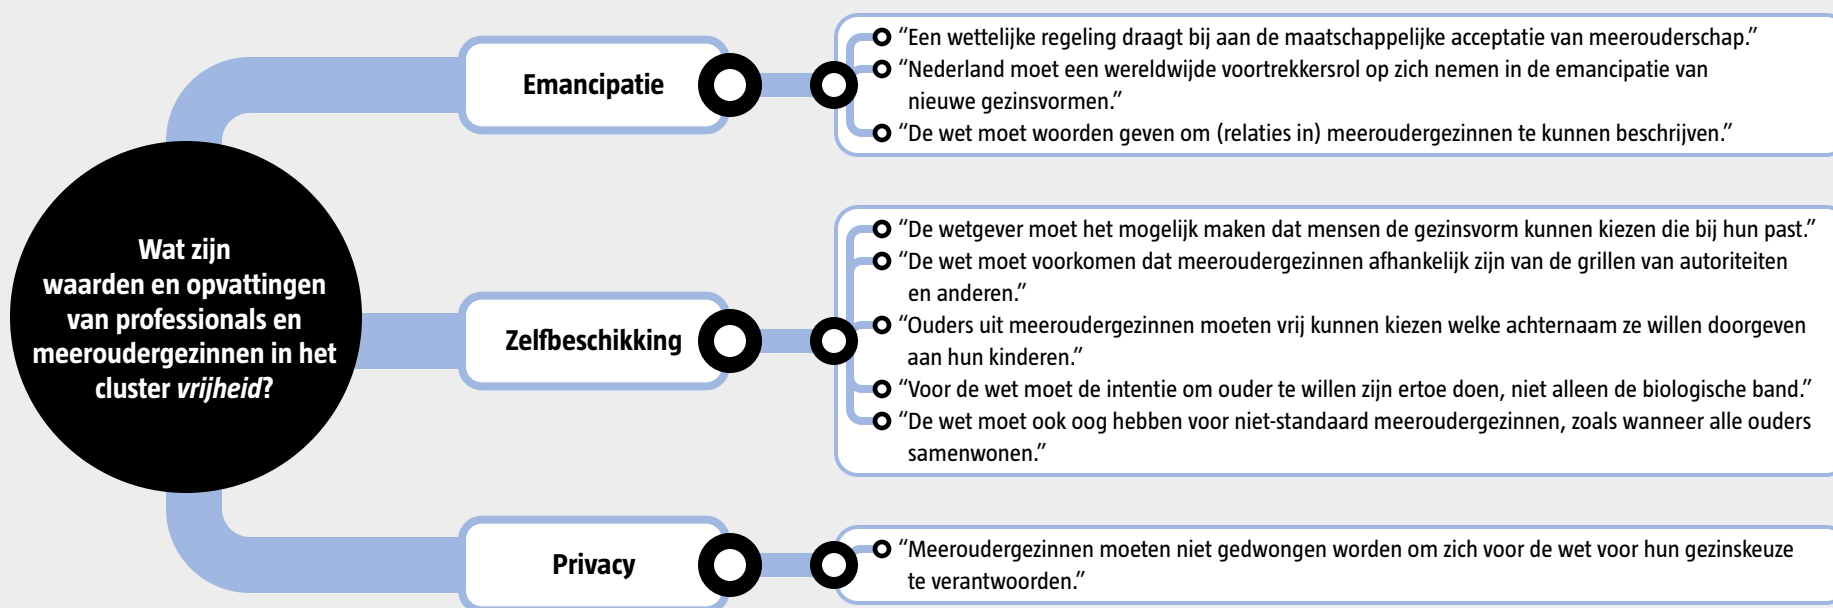 Wat zijn
waarden en opvattingen
van professionals en
meeroudergezinnen in het
cluster vrijheid?
Emancipatie
“Een wettelijke regeling draagt bij aan de maatschappelijke acceptatie van meerouderschap.”
“Nederland moet een wereldwijde voortrekkersrol op zich nemen in de emancipatie van
nieuwe gezinsvormen.”
“De wet moet woorden geven om (relaties in) meeroudergezinnen te kunnen beschrijven.”
Zelfbeschikking
“De wetgever moet het mogelijk maken dat mensen de gezinsvorm kunnen kiezen die bij hun past.”
“De wet moet voorkomen dat meeroudergezinnen afhankelijk zijn van de grillen van autoriteiten
en anderen.”
“Ouders uit meeroudergezinnen moeten vrij kunnen kiezen welke achternaam ze willen doorgeven
aan hun kinderen.”
“Voor de wet moet de intentie om ouder te willen zijn ertoe doen, niet alleen de biologische band.”
“De wet moet ook oog hebben voor niet-standaard meeroudergezinnen, zoals wanneer alle ouders
samenwonen.”
Privacy
“Meeroudergezinnen moeten niet gedwongen worden om zich voor de wet voor hun gezinskeuze
te verantwoorden.”